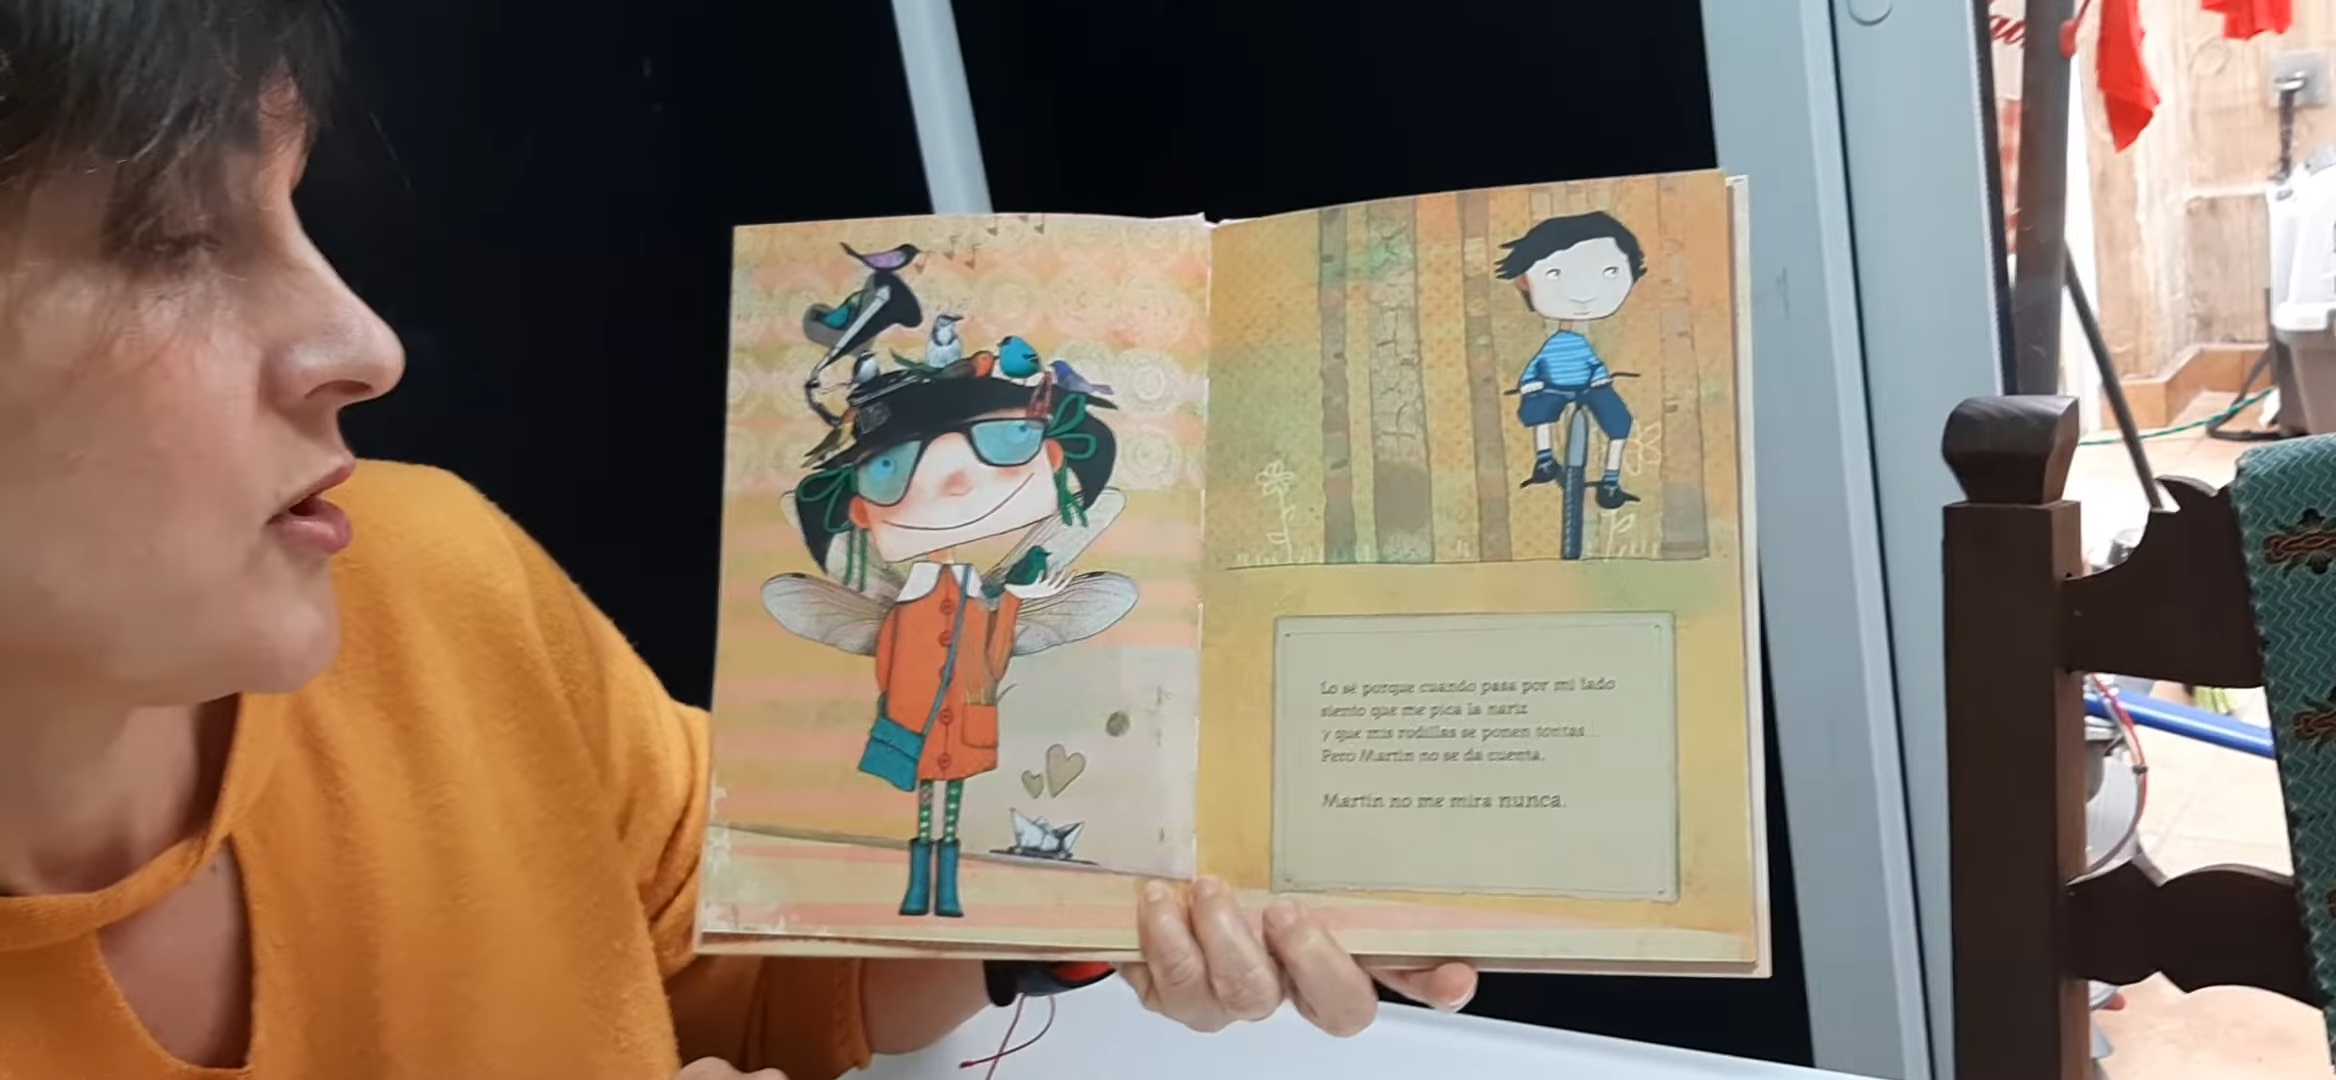 Lo sé porque cuando pasa por mi lado
siento que me pica la nariz
y que mis rodillas se ponen tontas...
Pero Martín no se da cuenta.
Martín no me mira nunca.